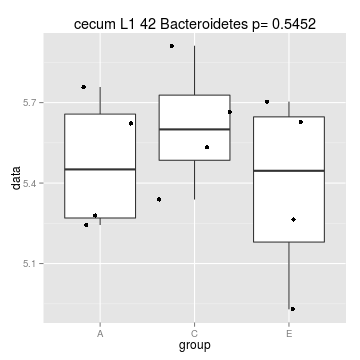 cecum L1 42 Bacteroidetes p= 0.5452
data
5.7
5.4
5.1
A C E
group